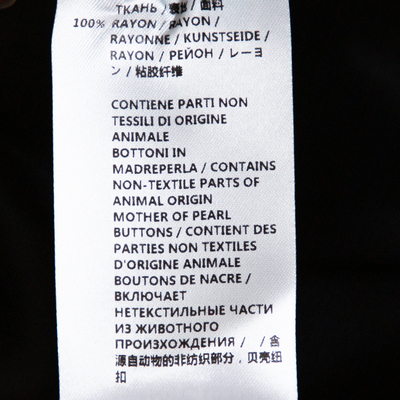 ТКАНЬ / 面料
100% RAYON / RAYON /
RAYONNE / KUNSTSEIDE /
RAYON / РЕЙОН / レーヨ
ン / 粘胶纤维
CONTIENE PARTI NON
TESSILI DI ORIGINE
ANIMALE
BOTTONI IN
MADREPERLA / CONTAINS
NON-TEXTILE PARTS OF
ANIMAL ORIGIN
MOTHER OF PEARL
BUTTONS / CONTIENT DES
PARTIES NON TEXTILES
D'ORIGINE ANIMALE
BOUTONS DE NACRE /
ВКЛЮЧАЕТ
НЕТЕКСТИЛЬНЫЕ ЧАСТИ
ИЗ ЖИВОТНОГО
ПРОИСХОЖДЕНИЯ / / 含
源自动物的非纺织部分，贝壳纽
扣